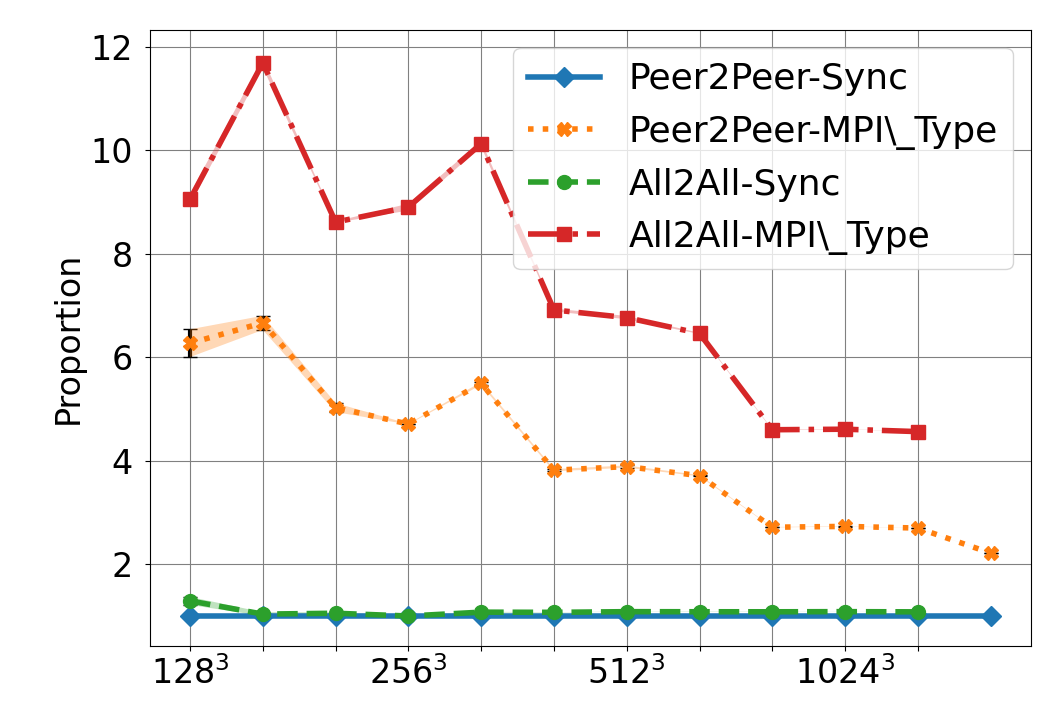 Proportion
12
10
8
6
4
2
128³
256³
512³
1024³
Peer2Peer-Sync
Peer2Peer-MPI\_Type
All2All-Sync
All2All-MPI\_Type